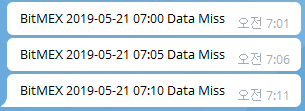 BitMEX 2019-05-21 07:00 Data Miss 오전 7:01
BitMEX 2019-05-21 07:05 Data Miss 오전 7:06
BitMEX 2019-05-21 07:10 Data Miss 오전 7:11